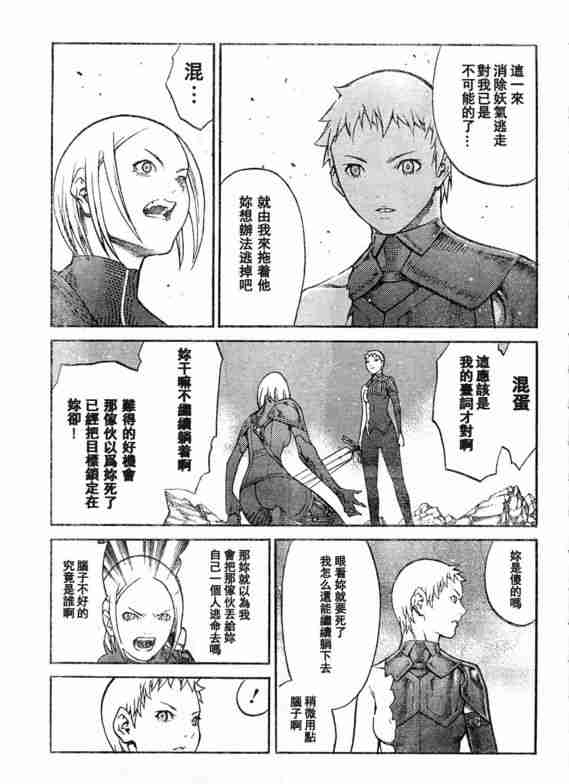 這一來
消除妖氣逃走
對我已是
不可能的了…
就由我來拖着他
妳想辦法逃掉吧
混…
混蛋
這應該是
我的臺詞才對啊
妳干嘛不繼續躺着啊
難得的好機會
那傢伙以爲妳死了
已經把目標鎖定在
妳卻！
妳是傻的嗎
眼看妳就要死了
我怎么還能繼續躺下去
稍微用點
腦子啊
那妳就以為我
會把那傢伙丟給妳
自己一個人逃命去嗎
腦子不好的
究竟是誰啊
！